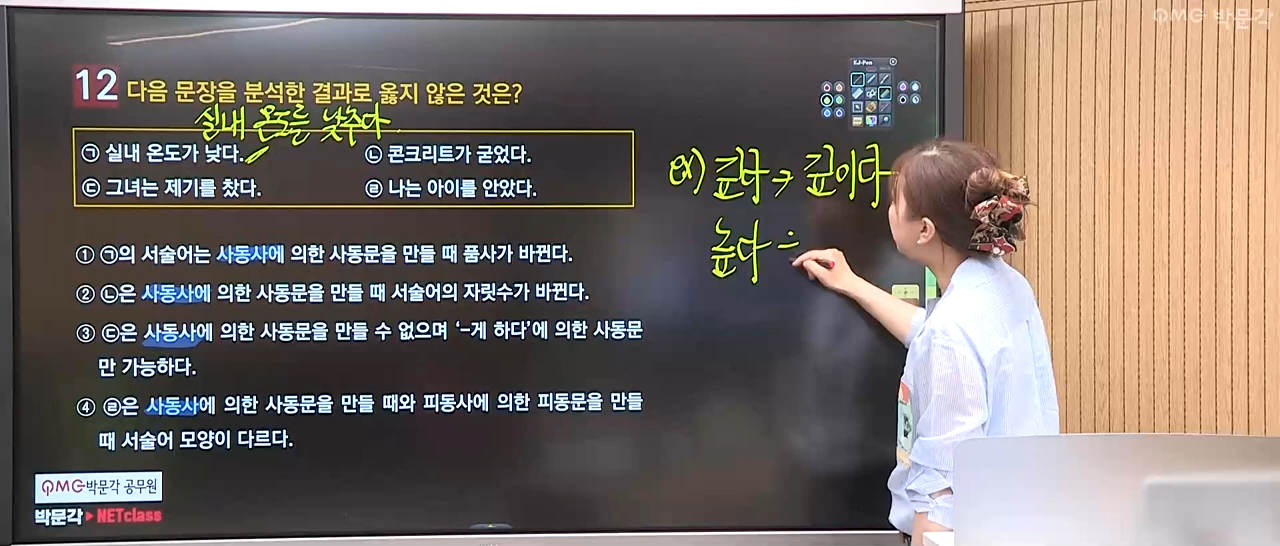 QMG 박문각
12 다음 문장을 분석한 결과로 옳지 않은 것은?
실내 온도를 낮추다.
㉠ 실내 온도가 낮다. ㉡ 콘크리트가 굳었다.
㉢ 그녀는 제기를 찼다. ㉣ 나는 아이를 안았다.
① ㉠의 서술어는 사동사에 의한 사동문을 만들 때 품사가 바뀐다.
② ㉡은 사동사에 의한 사동문을 만들 때 서술어의 자릿수가 바뀐다.
③ ㉢은 사동사에 의한 사동문을 만들 수 없으며 ‘-게 하다’에 의한 사동문
만 가능하다.
④ ㉣은 사동사에 의한 사동문을 만들 때와 피동사에 의한 피동문을 만들
때 서술어 모양이 다르다.
예) 깊다 → 깊이다
높다
EJ-Pen
QMG박문각 공무원
박문각 NETclass